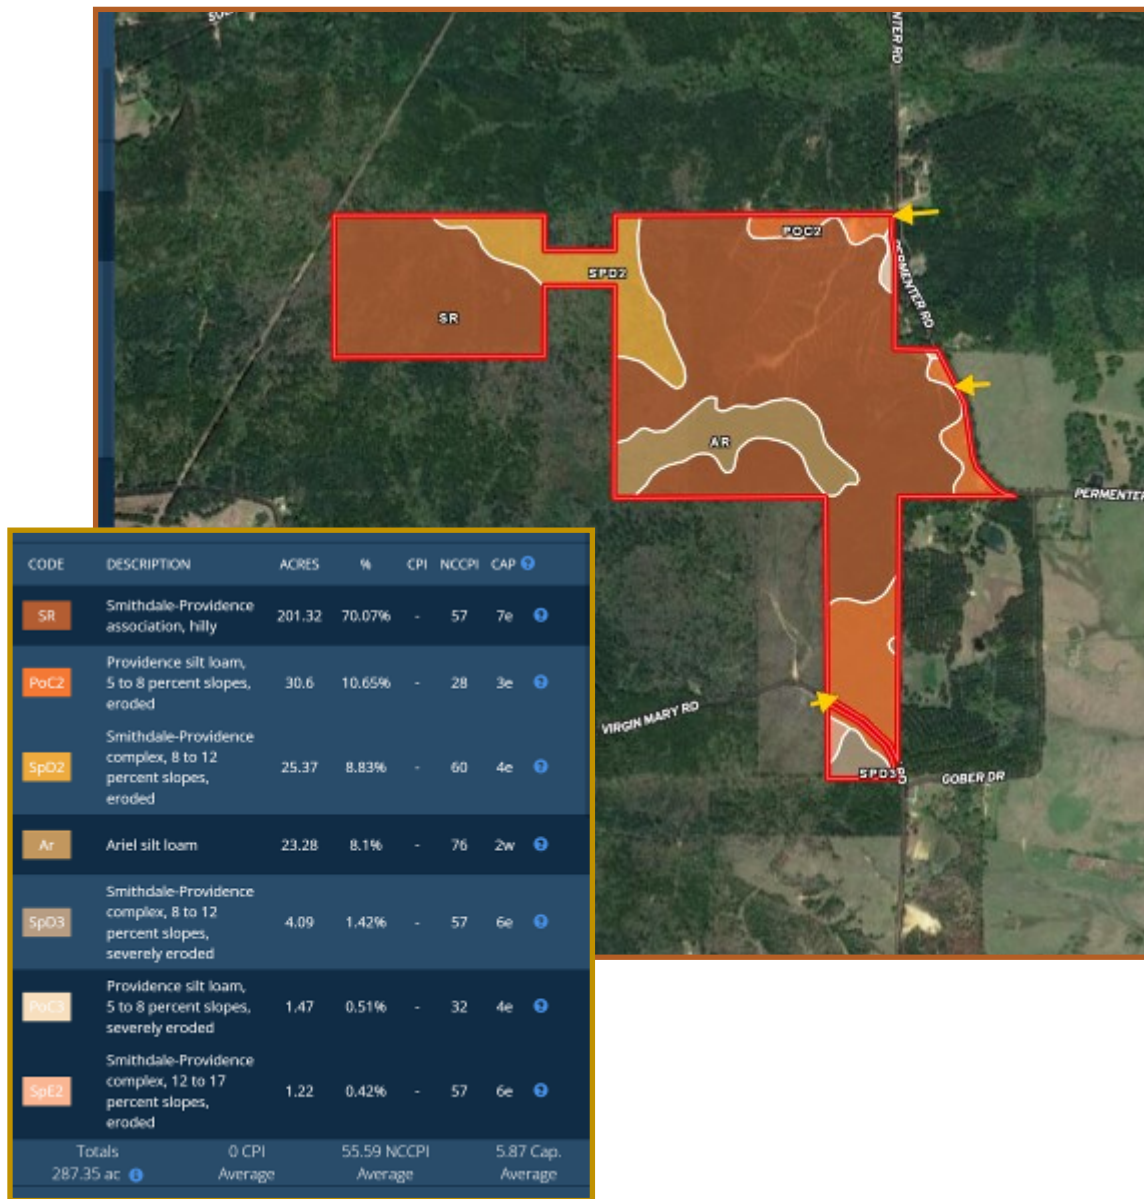 NTER RD
POC2
PERMENTER RD
SPD2
SR
AR
PERMENTER
VIRGIN MARY RD
SPD3
GOBER DR
CODE DESCRIPTION ACRES % CPI NCCPI CAP
SR Smithdale-Providence association, hilly 201.32 70.07% - 57 7e
PoC2 Providence silt loam, 5 to 8 percent slopes, eroded 30.6 10.65% - 28 3e
SpD2 Smithdale-Providence complex, 8 to 12 percent slopes, eroded 25.37 8.83% - 60 4e
Ar Ariel silt loam 23.28 8.1% - 76 2w
SpD3 Smithdale-Providence complex, 8 to 12 percent slopes, severely eroded 4.09 1.42% - 57 6e
PoC3 Providence silt loam, 5 to 8 percent slopes, severely eroded 1.47 0.51% - 32 4e
SpE2 Smithdale-Providence complex, 12 to 17 percent slopes, eroded 1.22 0.42% - 57 6e
Totals 0 CPI 55.59 NCCPI 5.87 Cap.
287.35 ac Average Average Average